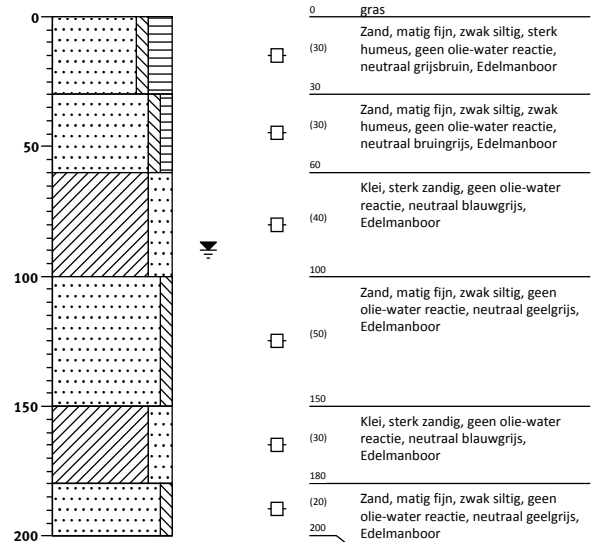 0
50
100
150
200
0 gras
(30) Zand, matig fijn, zwak siltig, sterk
humeus, geen olie-water reactie,
neutraal grijsbruin, Edelmanboor
30
(30) Zand, matig fijn, zwak siltig, zwak
humeus, geen olie-water reactie,
neutraal bruingrijs, Edelmanboor
60
(40) Klei, sterk zandig, geen olie-water
reactie, neutraal blauwgrijs,
Edelmanboor
100
(50) Zand, matig fijn, zwak siltig, geen
olie-water reactie, neutraal geelgrijs,
Edelmanboor
150
(30) Klei, sterk zandig, geen olie-water
reactie, neutraal blauwgrijs,
Edelmanboor
180
(20) Zand, matig fijn, zwak siltig, geen
olie-water reactie, neutraal geelgrijs,
200 Edelmanboor